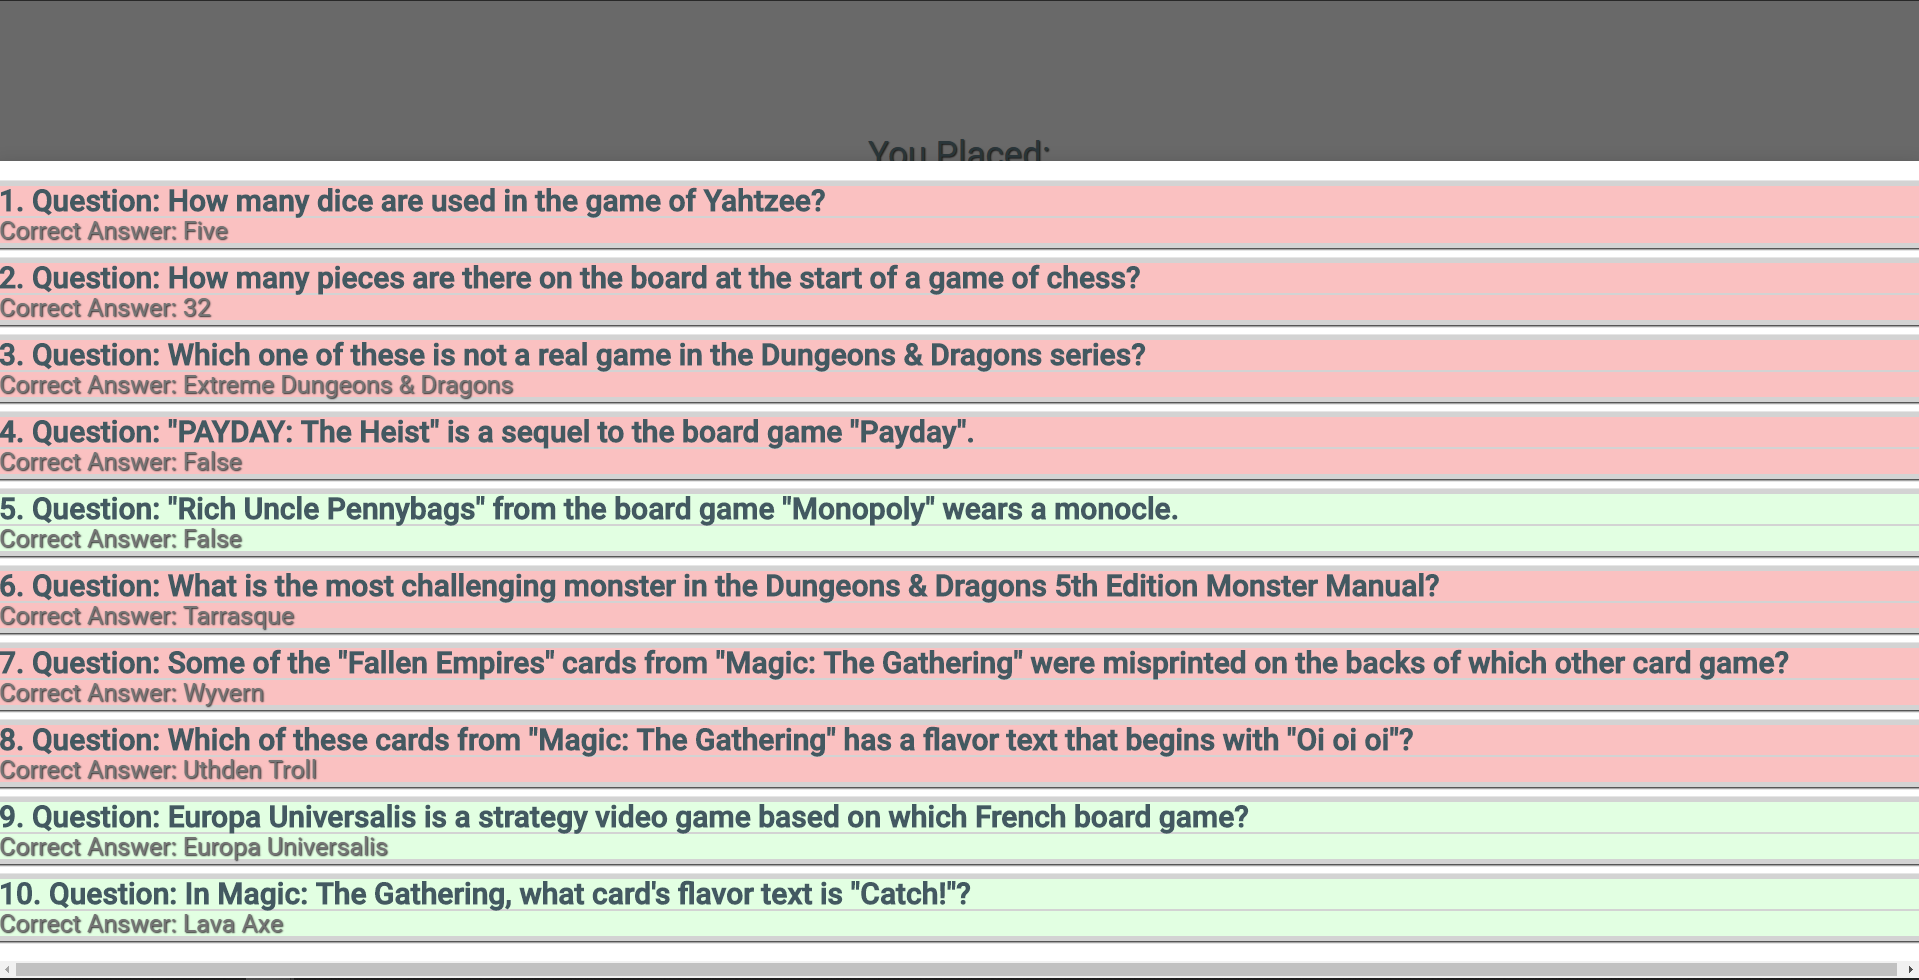 You Placed:
1. Question: How many dice are used in the game of Yahtzee?
Correct Answer: Five
2. Question: How many pieces are there on the board at the start of a game of chess?
Correct Answer: 32
3. Question: Which one of these is not a real game in the Dungeons & Dragons series?
Correct Answer: Extreme Dungeons & Dragons
4. Question: "PAYDAY: The Heist" is a sequel to the board game "Payday".
Correct Answer: False
5. Question: "Rich Uncle Pennybags" from the board game "Monopoly" wears a monocle.
Correct Answer: False
6. Question: What is the most challenging monster in the Dungeons & Dragons 5th Edition Monster Manual?
Correct Answer: Tarrasque
7. Question: Some of the "Fallen Empires" cards from "Magic: The Gathering" were misprinted on the backs of which other card game?
Correct Answer: Wyvern
8. Question: Which of these cards from "Magic: The Gathering" has a flavor text that begins with "Oi oi oi"?
Correct Answer: Uthden Troll
9. Question: Europa Universalis is a strategy video game based on which French board game?
Correct Answer: Europa Universalis
10. Question: In Magic: The Gathering, what card's flavor text is "Catch!"?
Correct Answer: Lava Axe